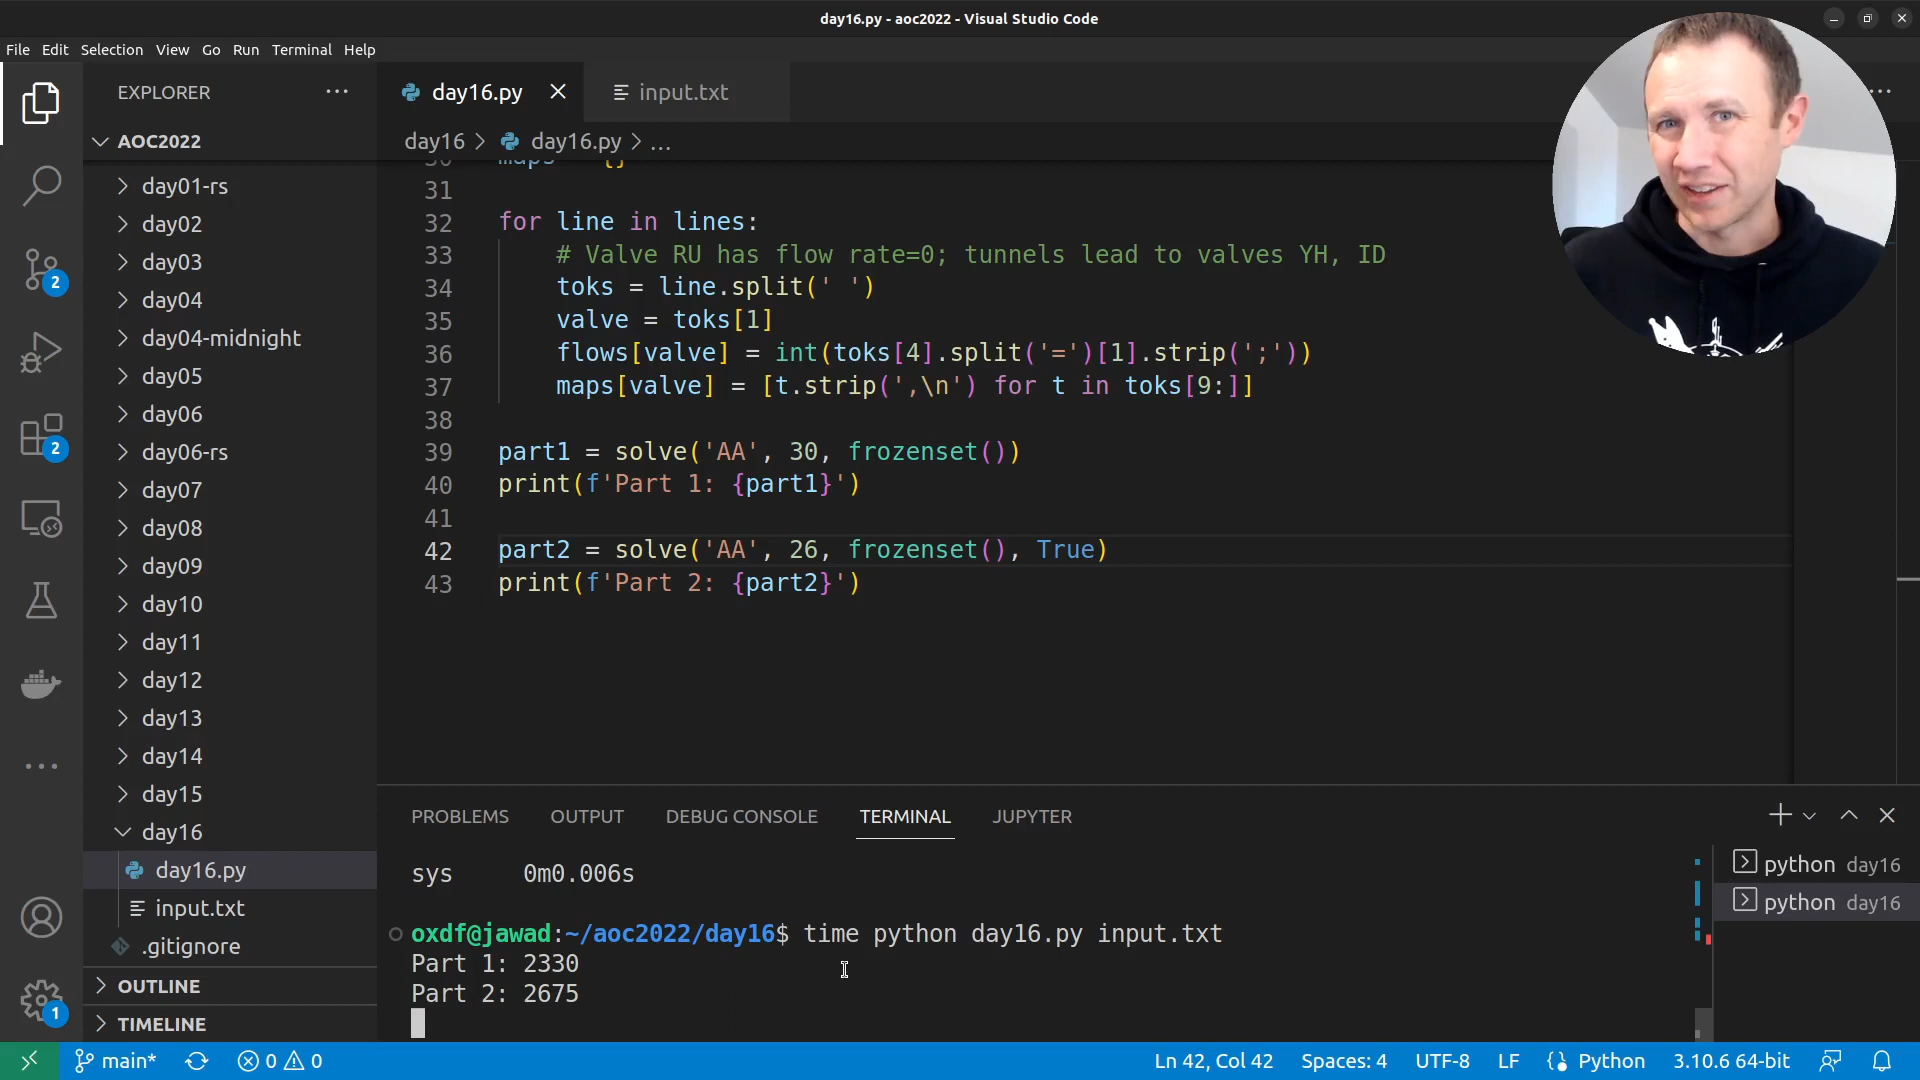 day16.py - aoc2022 - Visual Studio Code
File Edit Selection View Go Run Terminal Help
EXPLORER
day16.py
input.txt
AOC2022
day16 > day16.py > ...
day01-rs
day02
day03
day04
day04-midnight
day05
day06
day06-rs
day07
day08
day09
day10
day11
day12
day13
day14
day15
day16
day16.py
input.txt
.gitignore
OUTLINE
TIMELINE
2
2
1
30 maps = {}
31
32 for line in lines:
33 # Valve RU has flow rate=0; tunnels lead to valves YH, ID
34 toks = line.split(' ')
35 valve = toks[1]
36 flows[valve] = int(toks[4].split('=')[1].strip(';'))
37 maps[valve] = [t.strip(',\n') for t in toks[9:]]
38
39 part1 = solve('AA', 30, frozenset())
40 print(f'Part 1: {part1}')
41
42 part2 = solve('AA', 26, frozenset(), True)
43 print(f'Part 2: {part2}')
PROBLEMS OUTPUT DEBUG CONSOLE TERMINAL JUPYTER
sys 0m0.006s
oxdf@jawad:~/aoc2022/day16$ time python day16.py input.txt
Part 1: 2330
Part 2: 2675
python day16
python day16
main* 0 0 Ln 42, Col 42 Spaces: 4 UTF-8 LF Python 3.10.6 64-bit